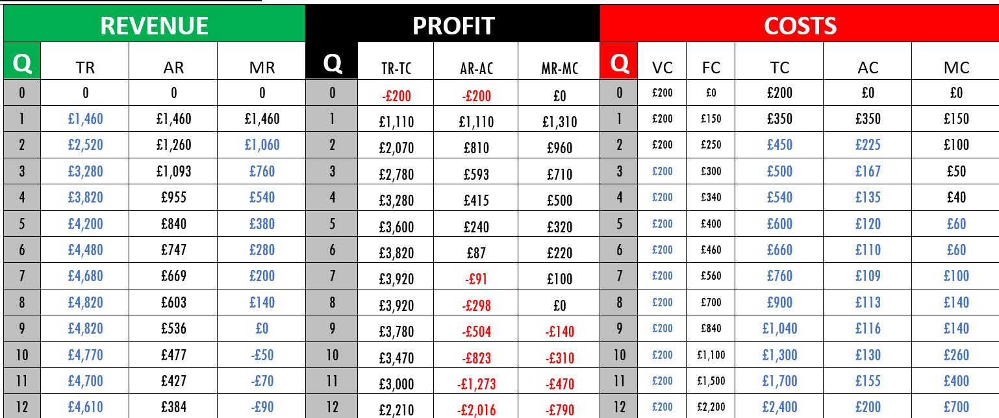 REVENUE PROFIT COSTS
Q TR AR MR Q TR-TC AR-AC MR-MC Q VC FC TC AC MC
0 0 0 0 0 -£200 -£200 £0 0 £200 £0 £200 £0 £0
1 £1,460 £1,460 £1,460 1 £1,110 £1,110 £1,310 1 £200 £150 £350 £350 £150
2 £2,520 £1,260 £1,060 2 £2,070 £810 £960 2 £200 £250 £450 £225 £100
3 £3,280 £1,093 £760 3 £2,780 £593 £710 3 £200 £300 £500 £167 £50
4 £3,820 £955 £540 4 £3,280 £415 £500 4 £200 £340 £540 £135 £40
5 £4,200 £840 £380 5 £3,600 £240 £320 5 £200 £400 £600 £120 £60
6 £4,480 £747 £280 6 £3,820 £87 £220 6 £200 £460 £660 £110 £60
7 £4,680 £669 £200 7 £3,920 -£91 £100 7 £200 £560 £760 £109 £100
8 £4,820 £603 £140 8 £3,920 -£298 £0 8 £200 £700 £900 £113 £140
9 £4,820 £536 £0 9 £3,780 -£504 -£140 9 £200 £840 £1,040 £116 £140
10 £4,770 £477 -£50 10 £3,470 -£823 -£310 10 £200 £1,100 £1,300 £130 £260
11 £4,700 £427 -£70 11 £3,000 -£1,273 -£470 11 £200 £1,500 £1,700 £155 £400
12 £4,610 £384 -£90 12 £2,210 -£2,016 -£790 12 £200 £2,200 £2,400 £200 £700